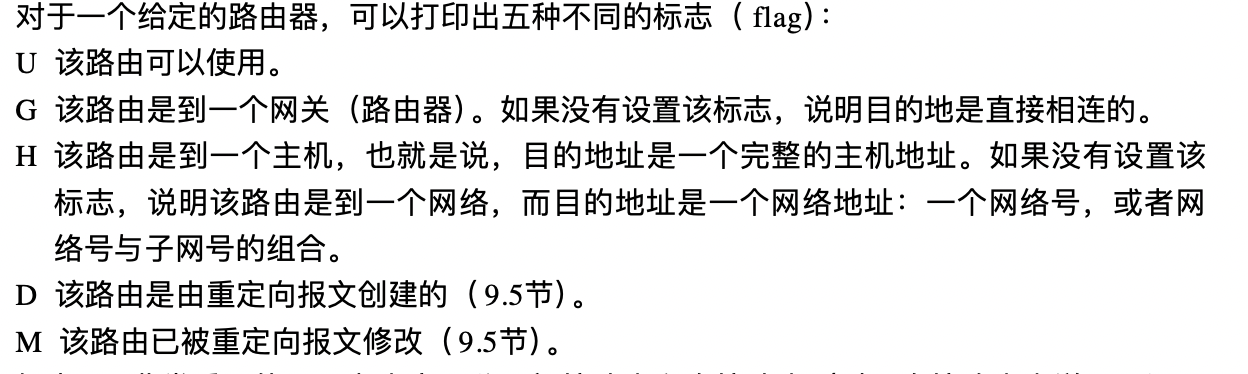 对于一个给定的路由器，可以打印出五种不同的标志（flag）：
U 该路由可以使用。
G 该路由是到一个网关（路由器）。如果没有设置该标志，说明目的地是直接相连的。
H 该路由是到一个主机，也就是说，目的地址是一个完整的主机地址。如果没有设置该
标志，说明该路由是到一个网络，而目的地址是一个网络地址：一个网络号，或者网
络号与子网号的组合。
D 该路由是由重定向报文创建的（9.5节）。
M 该路由已被重定向报文修改（9.5节）。